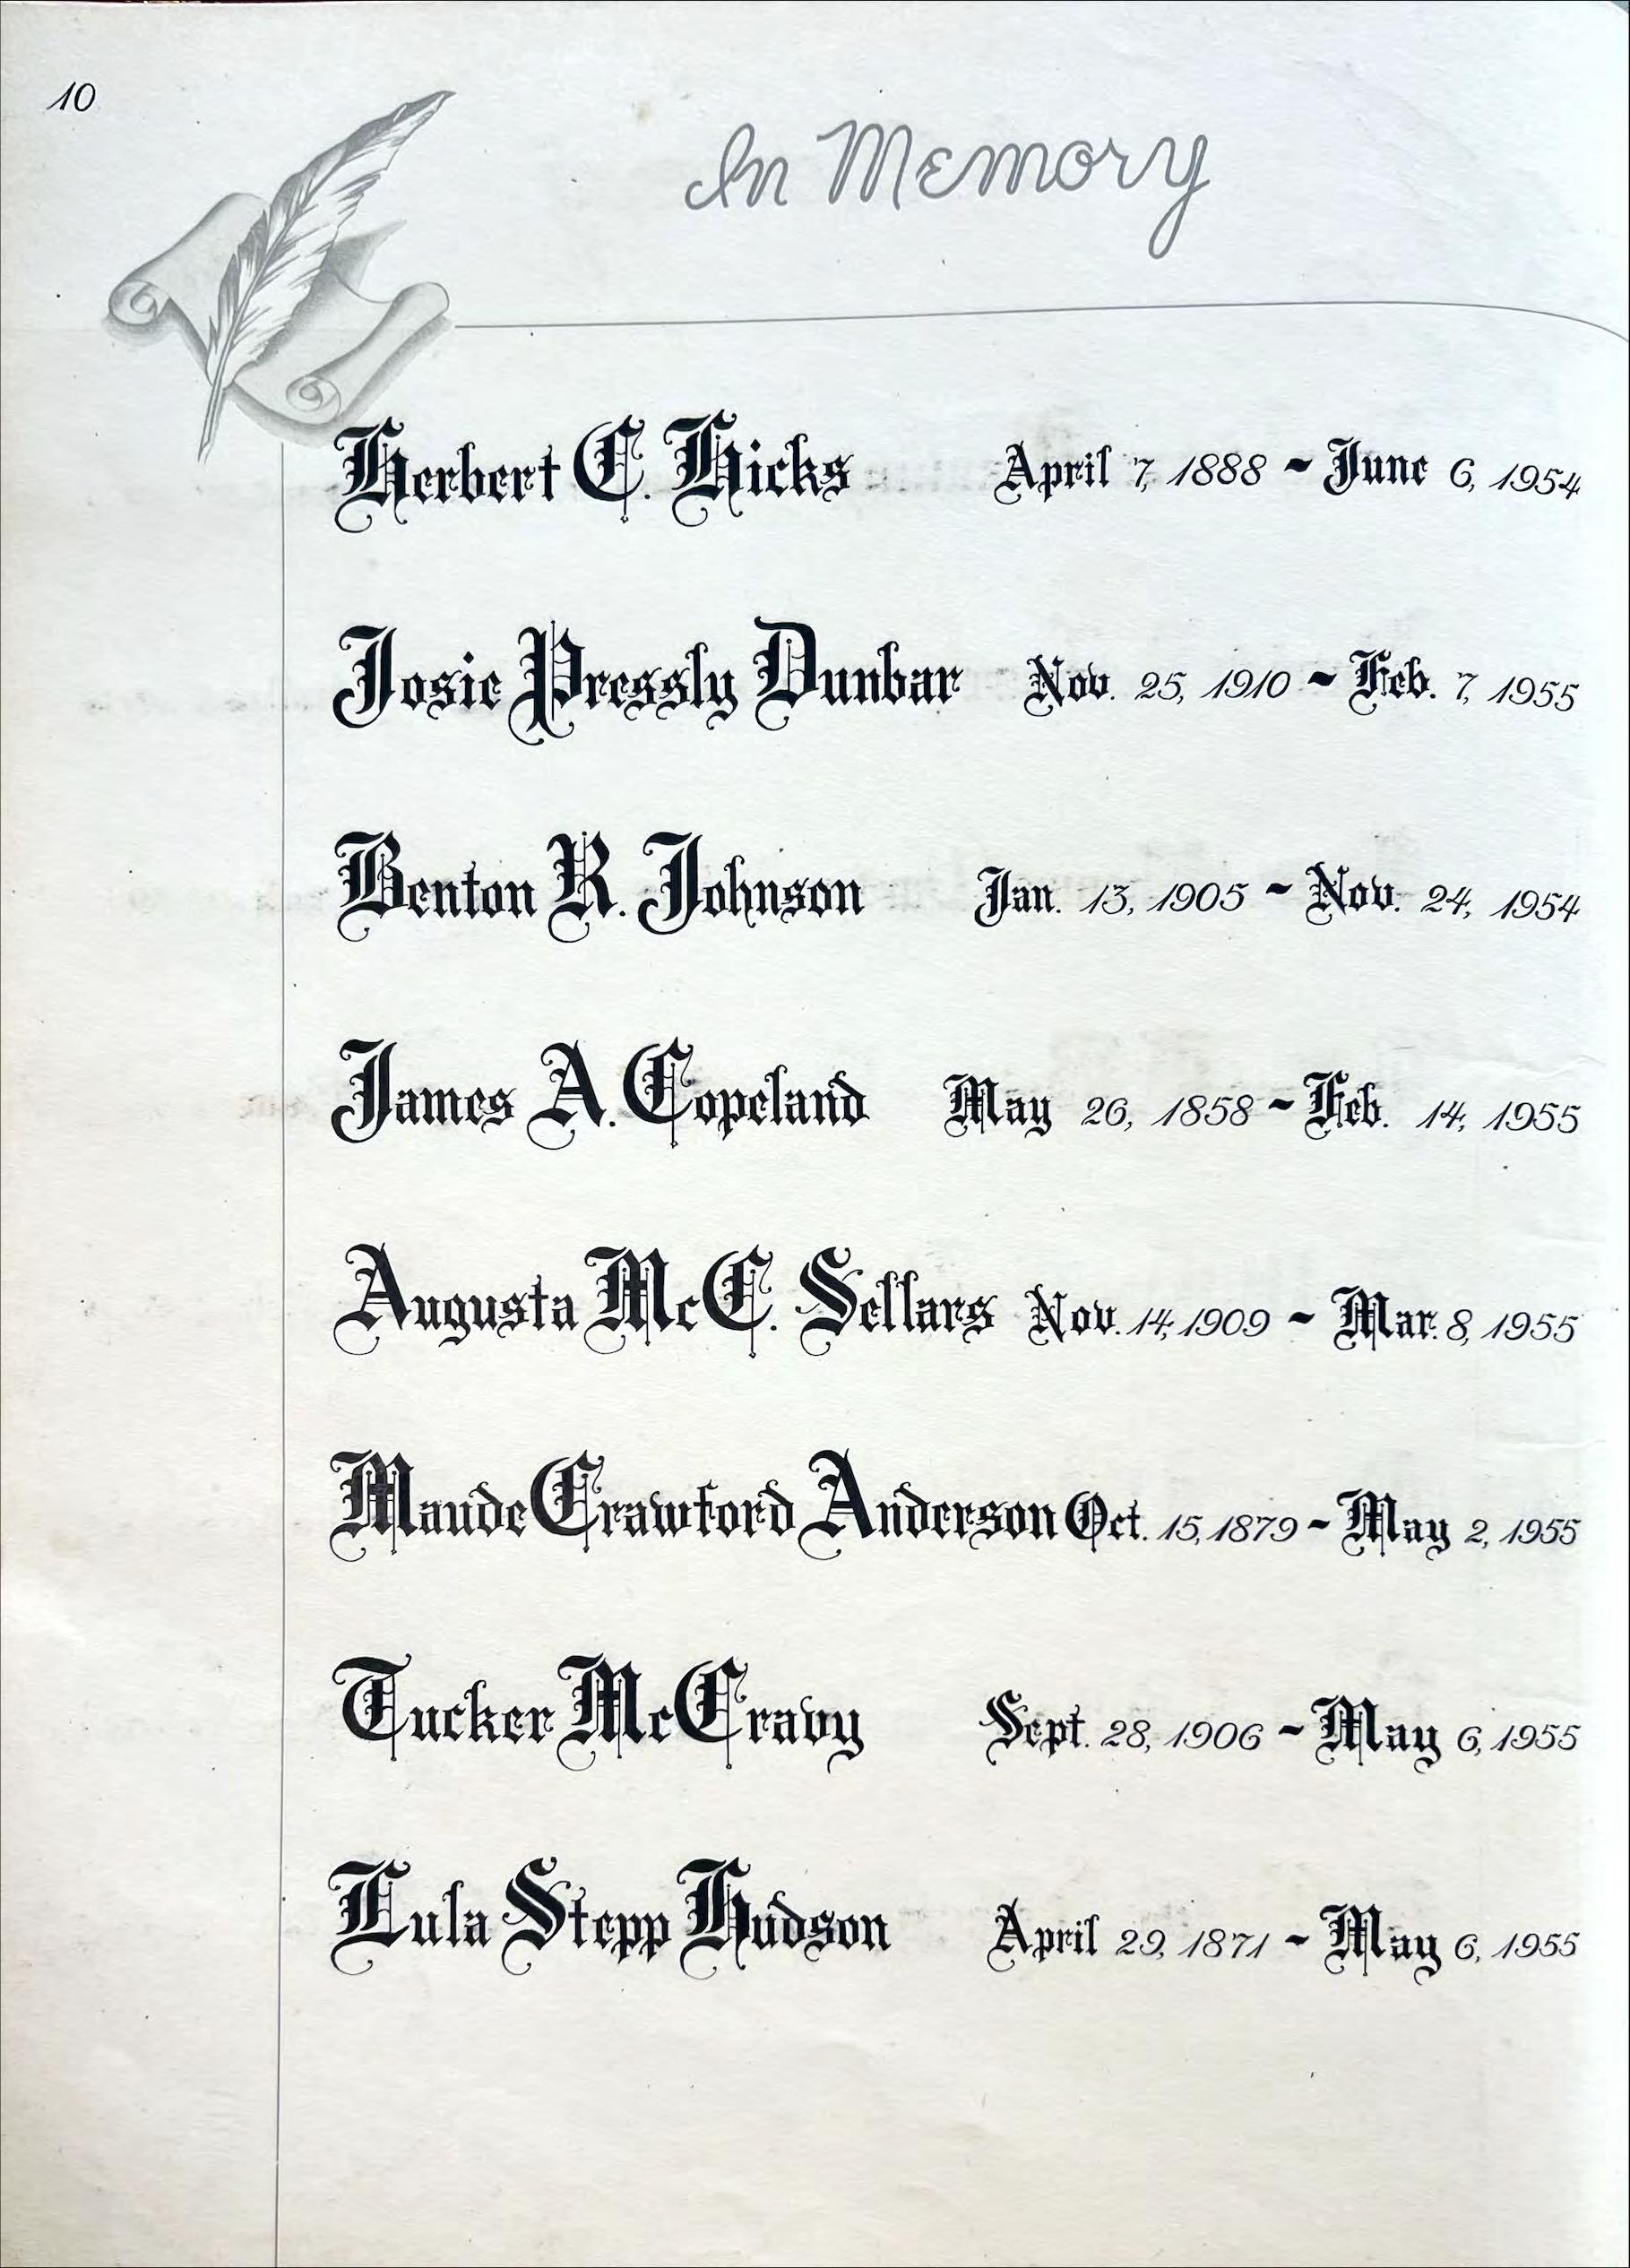 10
In Memory
Herbert C. Hicks April 7, 1888 ~ June 6, 1954
Josie Pressly Dunbar Nov. 25, 1910 ~ Feb. 7, 1955
Benton R. Johnson Jan. 13, 1905 ~ Nov. 24, 1954
James A. Copeland May 26, 1858 ~ Feb. 14, 1955
Augusta McC. Sellars Nov. 14, 1909 ~ Mar. 8, 1955
Maude Crawford Anderson Oct. 15, 1879 ~ May 2, 1955
Tucker McCravy Sept. 28, 1906 ~ May 6, 1955
Lula Stepp Hudson April 29, 1871 ~ May 6, 1955